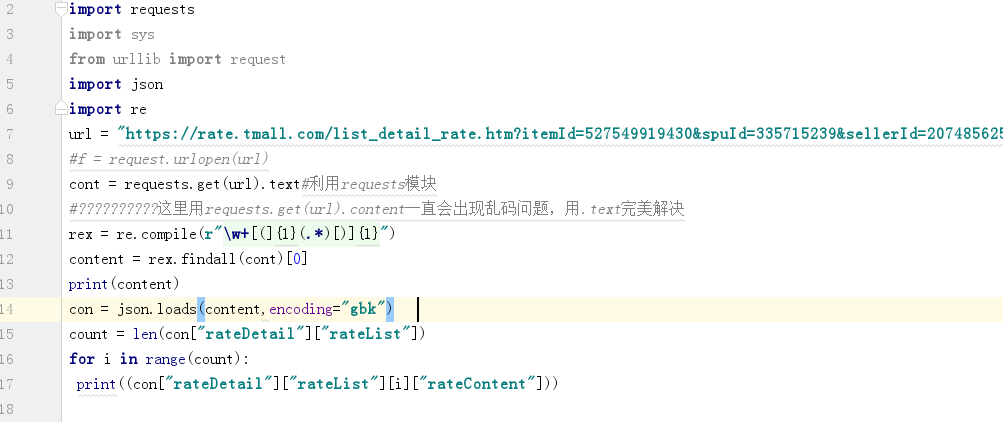 2 import requests
3 import sys
4 from urllib import request
5 import json
6 import re
7 url = "https://rate.tmall.com/list_detail_rate.htm?itemId=527549919430&spuId=335715239&sellerId=207485625
8 #f = request.urlopen(url)
9 cont = requests.get(url).text#利用requests模块
10 #??????????这里用requests.get(url).content一直会出现乱码问题，用.text完美解决
11 rex = re.compile(r"\w+[(]{1}(.*)[)]{1}")
12 content = rex.findall(cont)[0]
13 print(content)
14 con = json.loads(content,encoding="gbk")
15 count = len(con["rateDetail"]["rateList"])
16 for i in range(count):
17 print((con["rateDetail"]["rateList"][i]["rateContent"]))
18